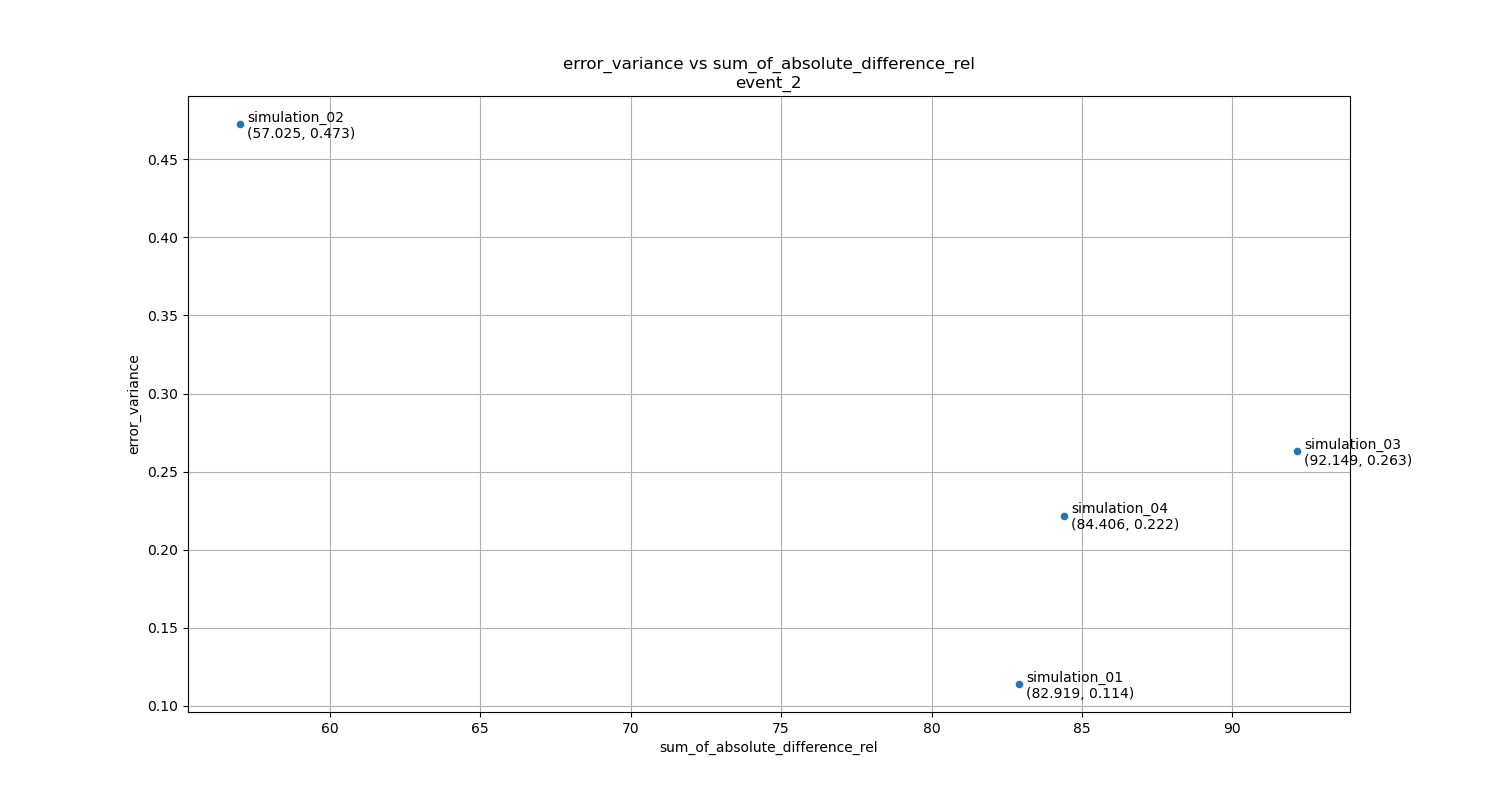 error_variance vs sum_of_absolute_difference_rel
event_2
simulation_02
(57.025, 0.473)
0.45
0.40
0.35
0.30
0.25
0.20
0.15
0.10
error_variance
simulation_03
(92.149, 0.263)
simulation_04
(84.406, 0.222)
simulation_01
(82.919, 0.114)
60
65
70
75
80
85
90
sum_of_absolute_difference_rel